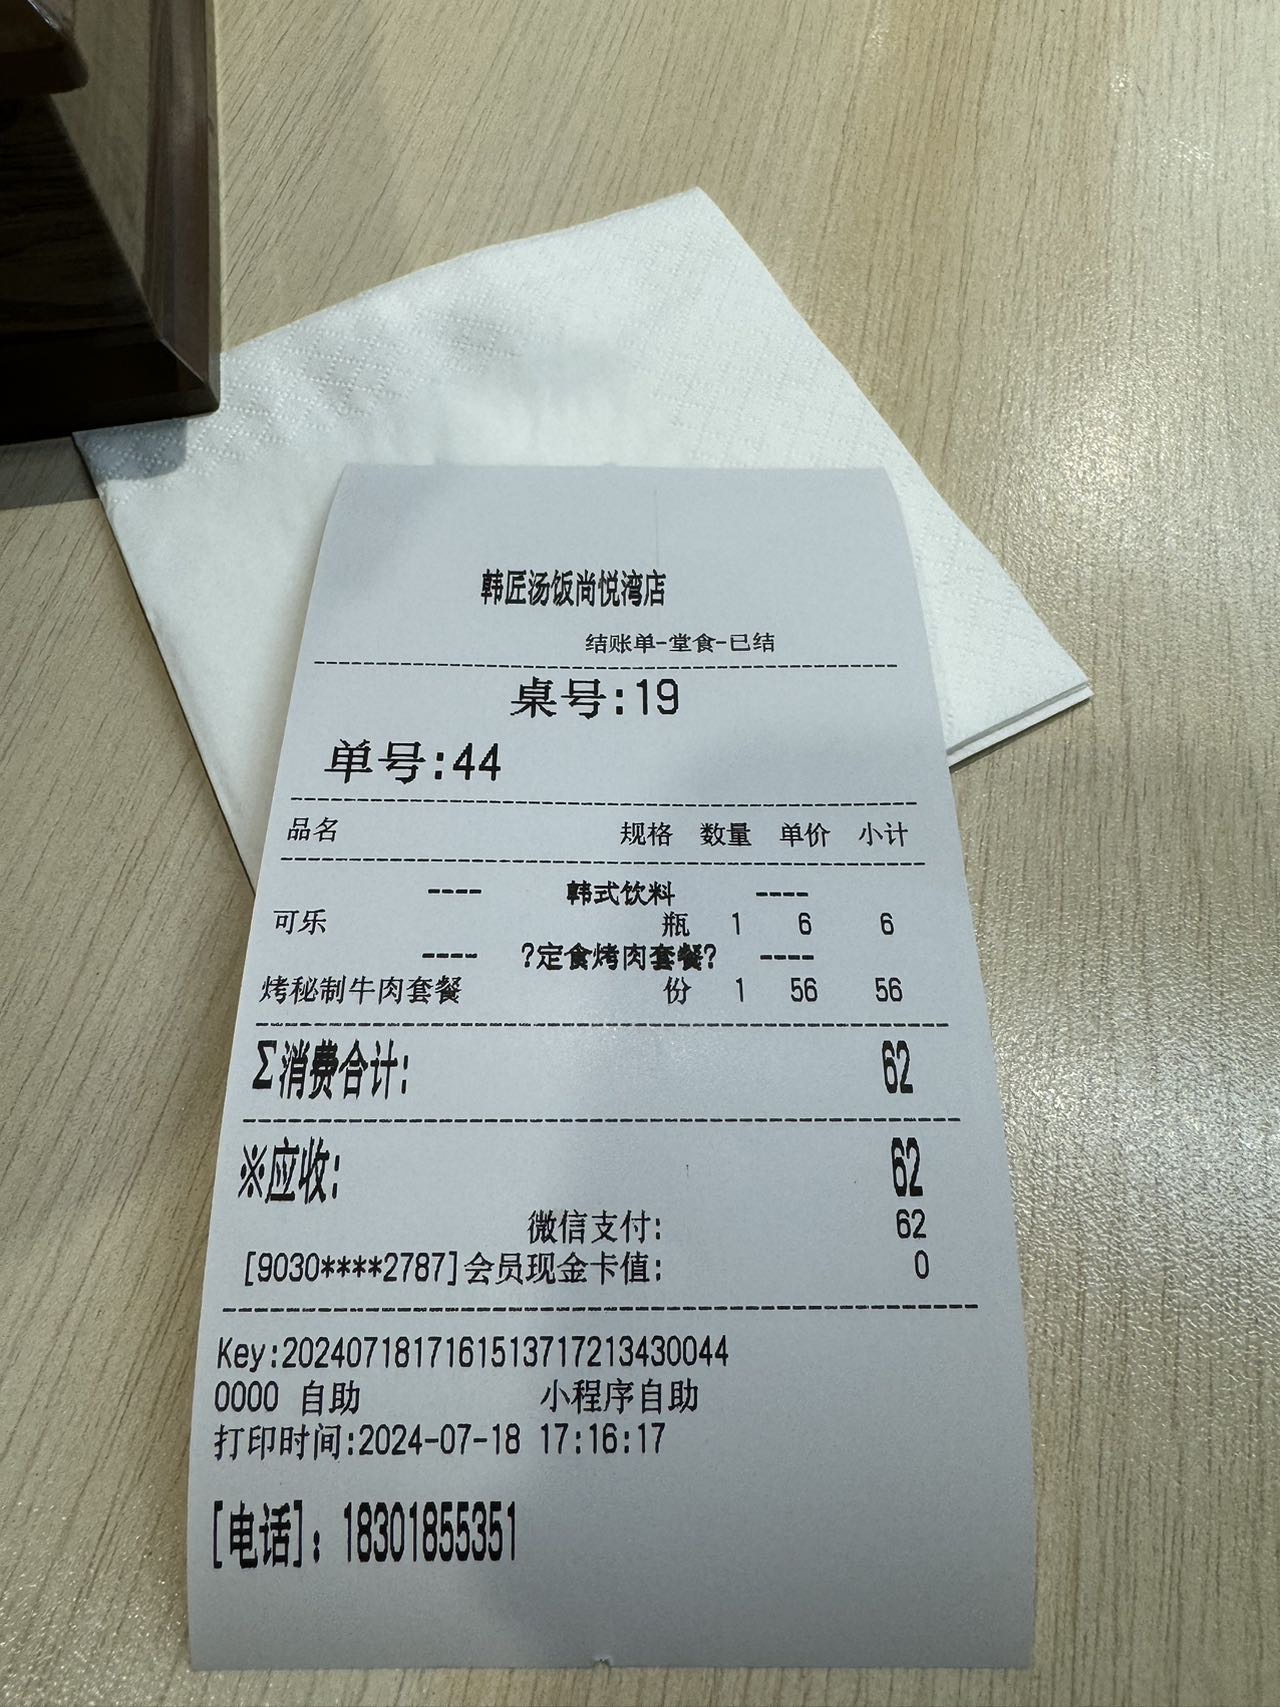 韩匠汤饭尚悦湾店
结账单-堂食-已结
桌号:19
单号:44
品名 规格 数量 单价 小计
---- 韩式饮料 ----
可乐 瓶 1 6 6
---- ?定食烤肉套餐? ----
烤秘制牛肉套餐 份 1 56 56
Σ消费合计: 62
※应收: 62
微信支付: 62
[9030****2787]会员现金卡值: 0
Key:20240718171615137172134300​44
0000 自助 小程序自助
打印时间:2024-07-18 17:16:17
[电话]：18301855351